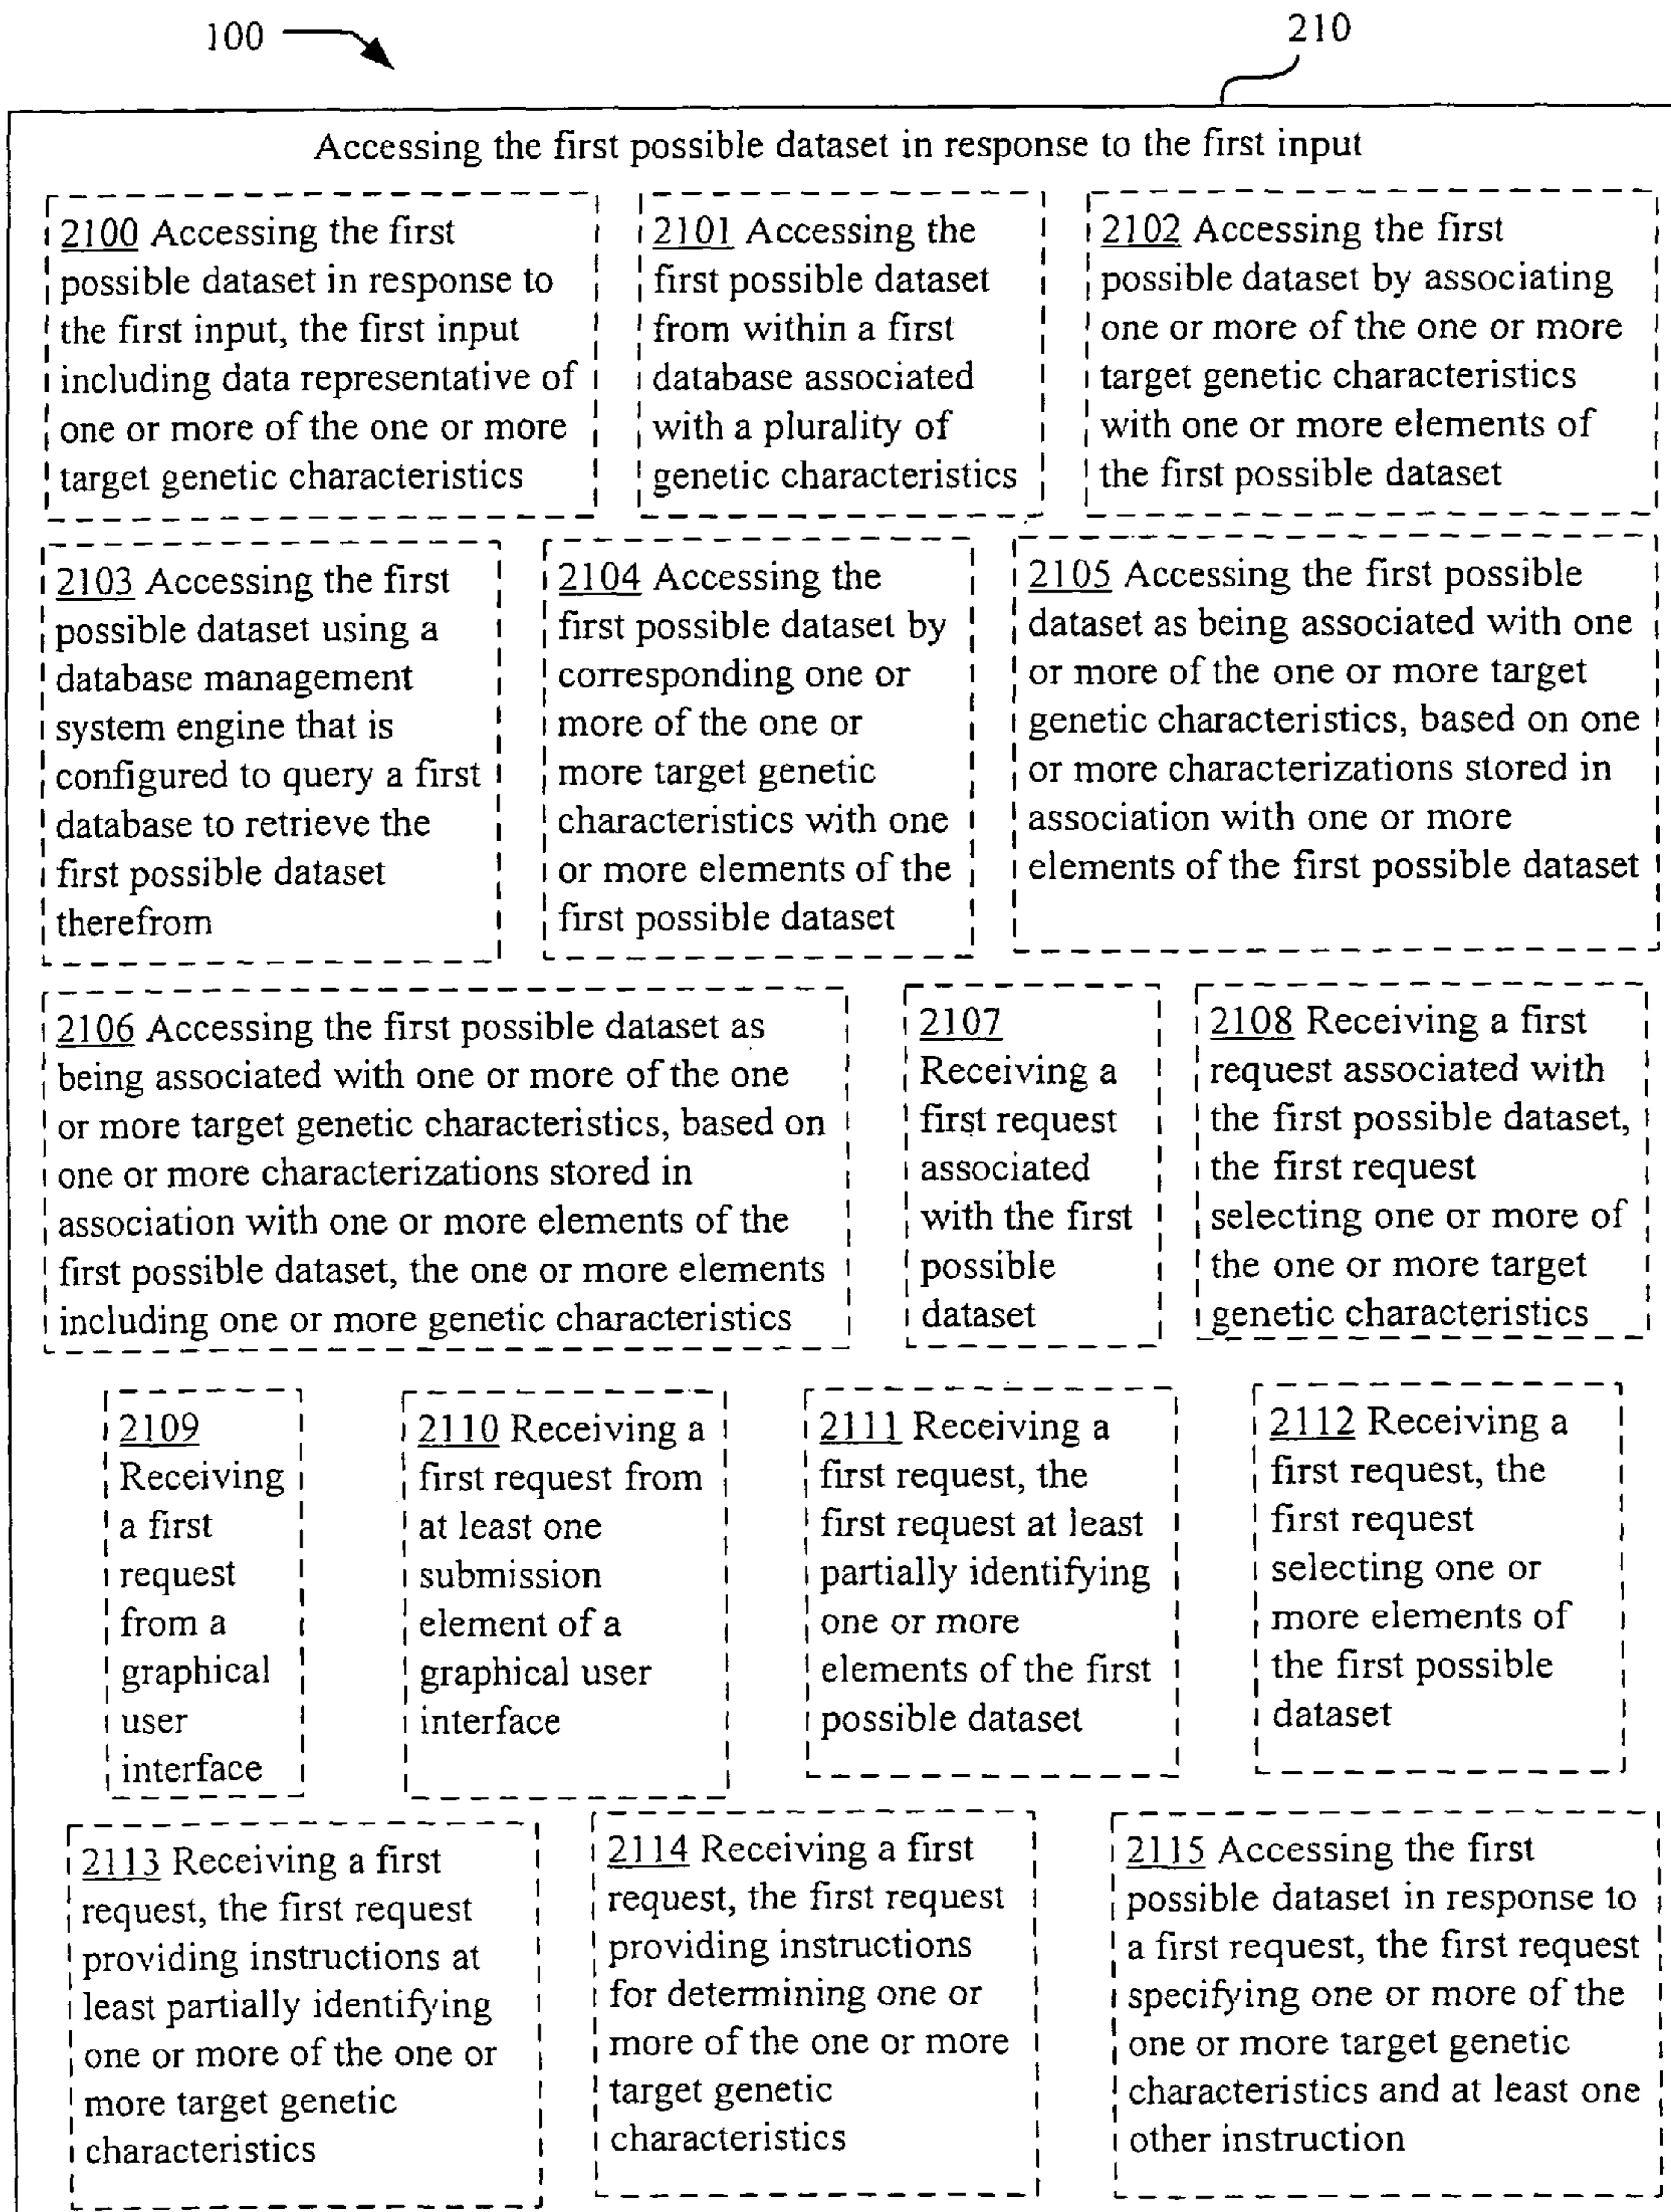 100
210
Accessing the first possible dataset in response to the first input
2100 Accessing the first
possible dataset in response to
the first input, the first input
including data representative of
one or more of the one or more
target genetic characteristics
2101 Accessing the
first possible dataset
from within a first
database associated
with a plurality of
genetic characteristics
2102 Accessing the first
possible dataset by associating
one or more of the one or more
target genetic characteristics
with one or more elements of
the first possible dataset
2103 Accessing the first
possible dataset using a
database management
system engine that is
configured to query a first
database to retrieve the
first possible dataset
therefrom
2104 Accessing the
first possible dataset by
corresponding one or
more of the one or
more target genetic
characteristics with one
or more elements of the
first possible dataset
2105 Accessing the first possible
dataset as being associated with one
or more of the one or more target
genetic characteristics, based on one
or more characterizations stored in
association with one or more
elements of the first possible dataset
2106 Accessing the first possible dataset as
being associated with one or more of the one
or more target genetic characteristics, based on
one or more characterizations stored in
association with one or more elements of the
first possible dataset, the one or more elements
including one or more genetic characteristics
2107
Receiving a
first request
associated
with the first
possible
dataset
2108 Receiving a first
request associated with
the first possible dataset,
the first request
selecting one or more of
the one or more target
genetic characteristics
2109
Receiving
a first
request
from a
graphical
user
interface
2110 Receiving a
first request from
at least one
submission
element of a
graphical user
interface
2111 Receiving a
first request, the
first request at least
partially identifying
one or more
elements of the first
possible dataset
2112 Receiving a
first request, the
first request
selecting one or
more elements of
the first possible
dataset
2113 Receiving a first
request, the first request
providing instructions at
least partially identifying
one or more of the one or
more target genetic
characteristics
2114 Receiving a first
request, the first request
providing instructions
for determining one or
more of the one or more
target genetic
characteristics
2115 Accessing the first
possible dataset in response to
a first request, the first request
specifying one or more of the
one or more target genetic
characteristics and at least one
other instruction